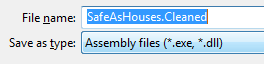 File name: SafeAsHouses.Cleaned
Save as type: Assembly files (*.exe, *.dll)